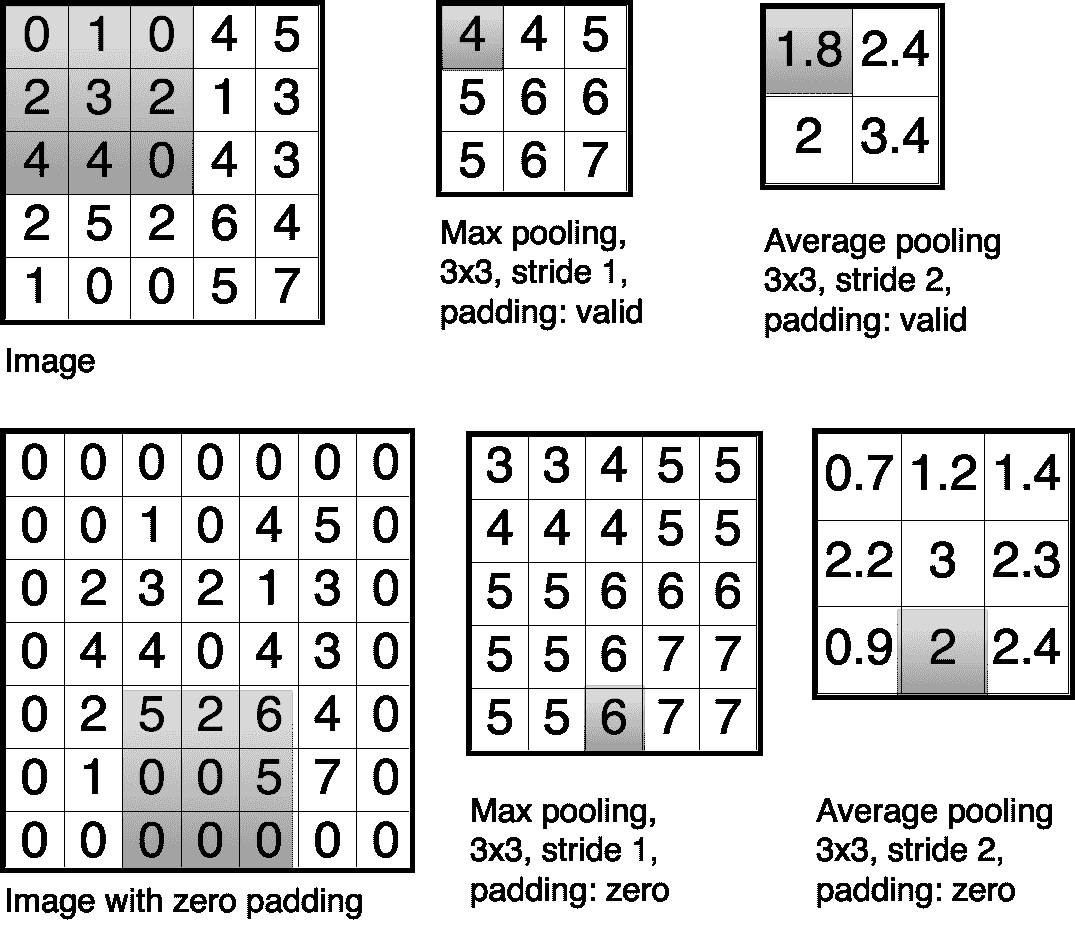 0 1 0 4 5
2 3 2 1 3
4 4 0 4 3
2 5 2 6 4
1 0 0 5 7
Image
4 4 5
5 6 6
5 6 7
Max pooling,
3x3, stride 1,
padding: valid
1.8 2.4
2 3.4
Average pooling
3x3, stride 2,
padding: valid
0 0 0 0 0 0 0
0 0 1 0 4 5 0
0 2 3 2 1 3 0
0 4 4 0 4 3 0
0 2 5 2 6 4 0
0 1 0 0 5 7 0
0 0 0 0 0 0 0
Image with zero padding
3 3 4 5 5
4 4 4 5 5
5 5 6 6 6
5 5 6 7 7
5 5 6 7 7
Max pooling,
3x3, stride 1,
padding: zero
0.7 1.2 1.4
2.2 3 2.3
0.9 2 2.4
Average pooling
3x3, stride 2,
padding: zero